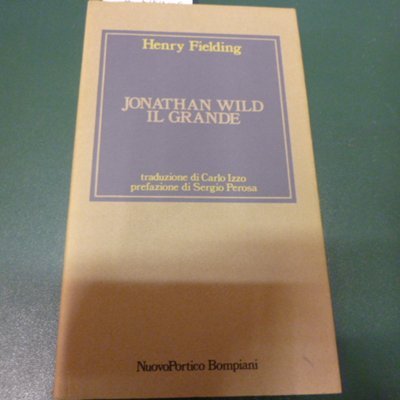 Henry Fielding
JONATHAN WILD
IL GRANDE
traduzione di Carlo Izzo
prefazione di Sergio Perosa
NuovoPortico Bompiani